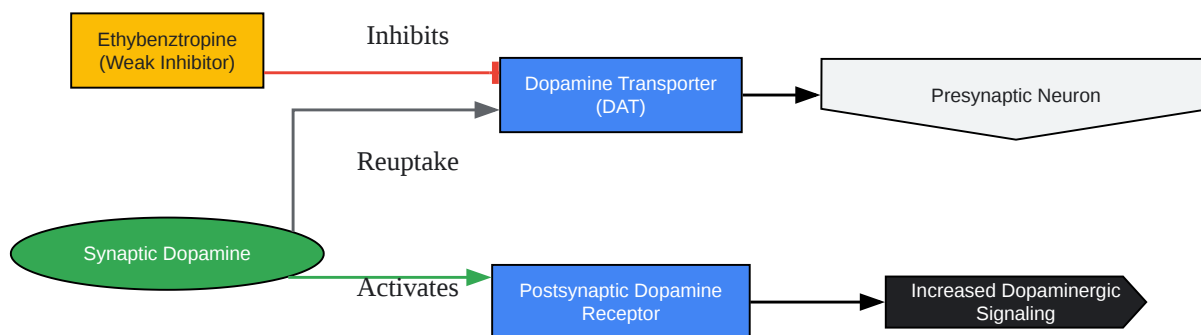 Ethybenztropine
(Weak Inhibitor)
Inhibits
Dopamine Transporter
(DAT)
Presynaptic Neuron
Reuptake
Synaptic Dopamine
Activates
Postsynaptic Dopamine
Receptor
Increased Dopaminergic
Signaling